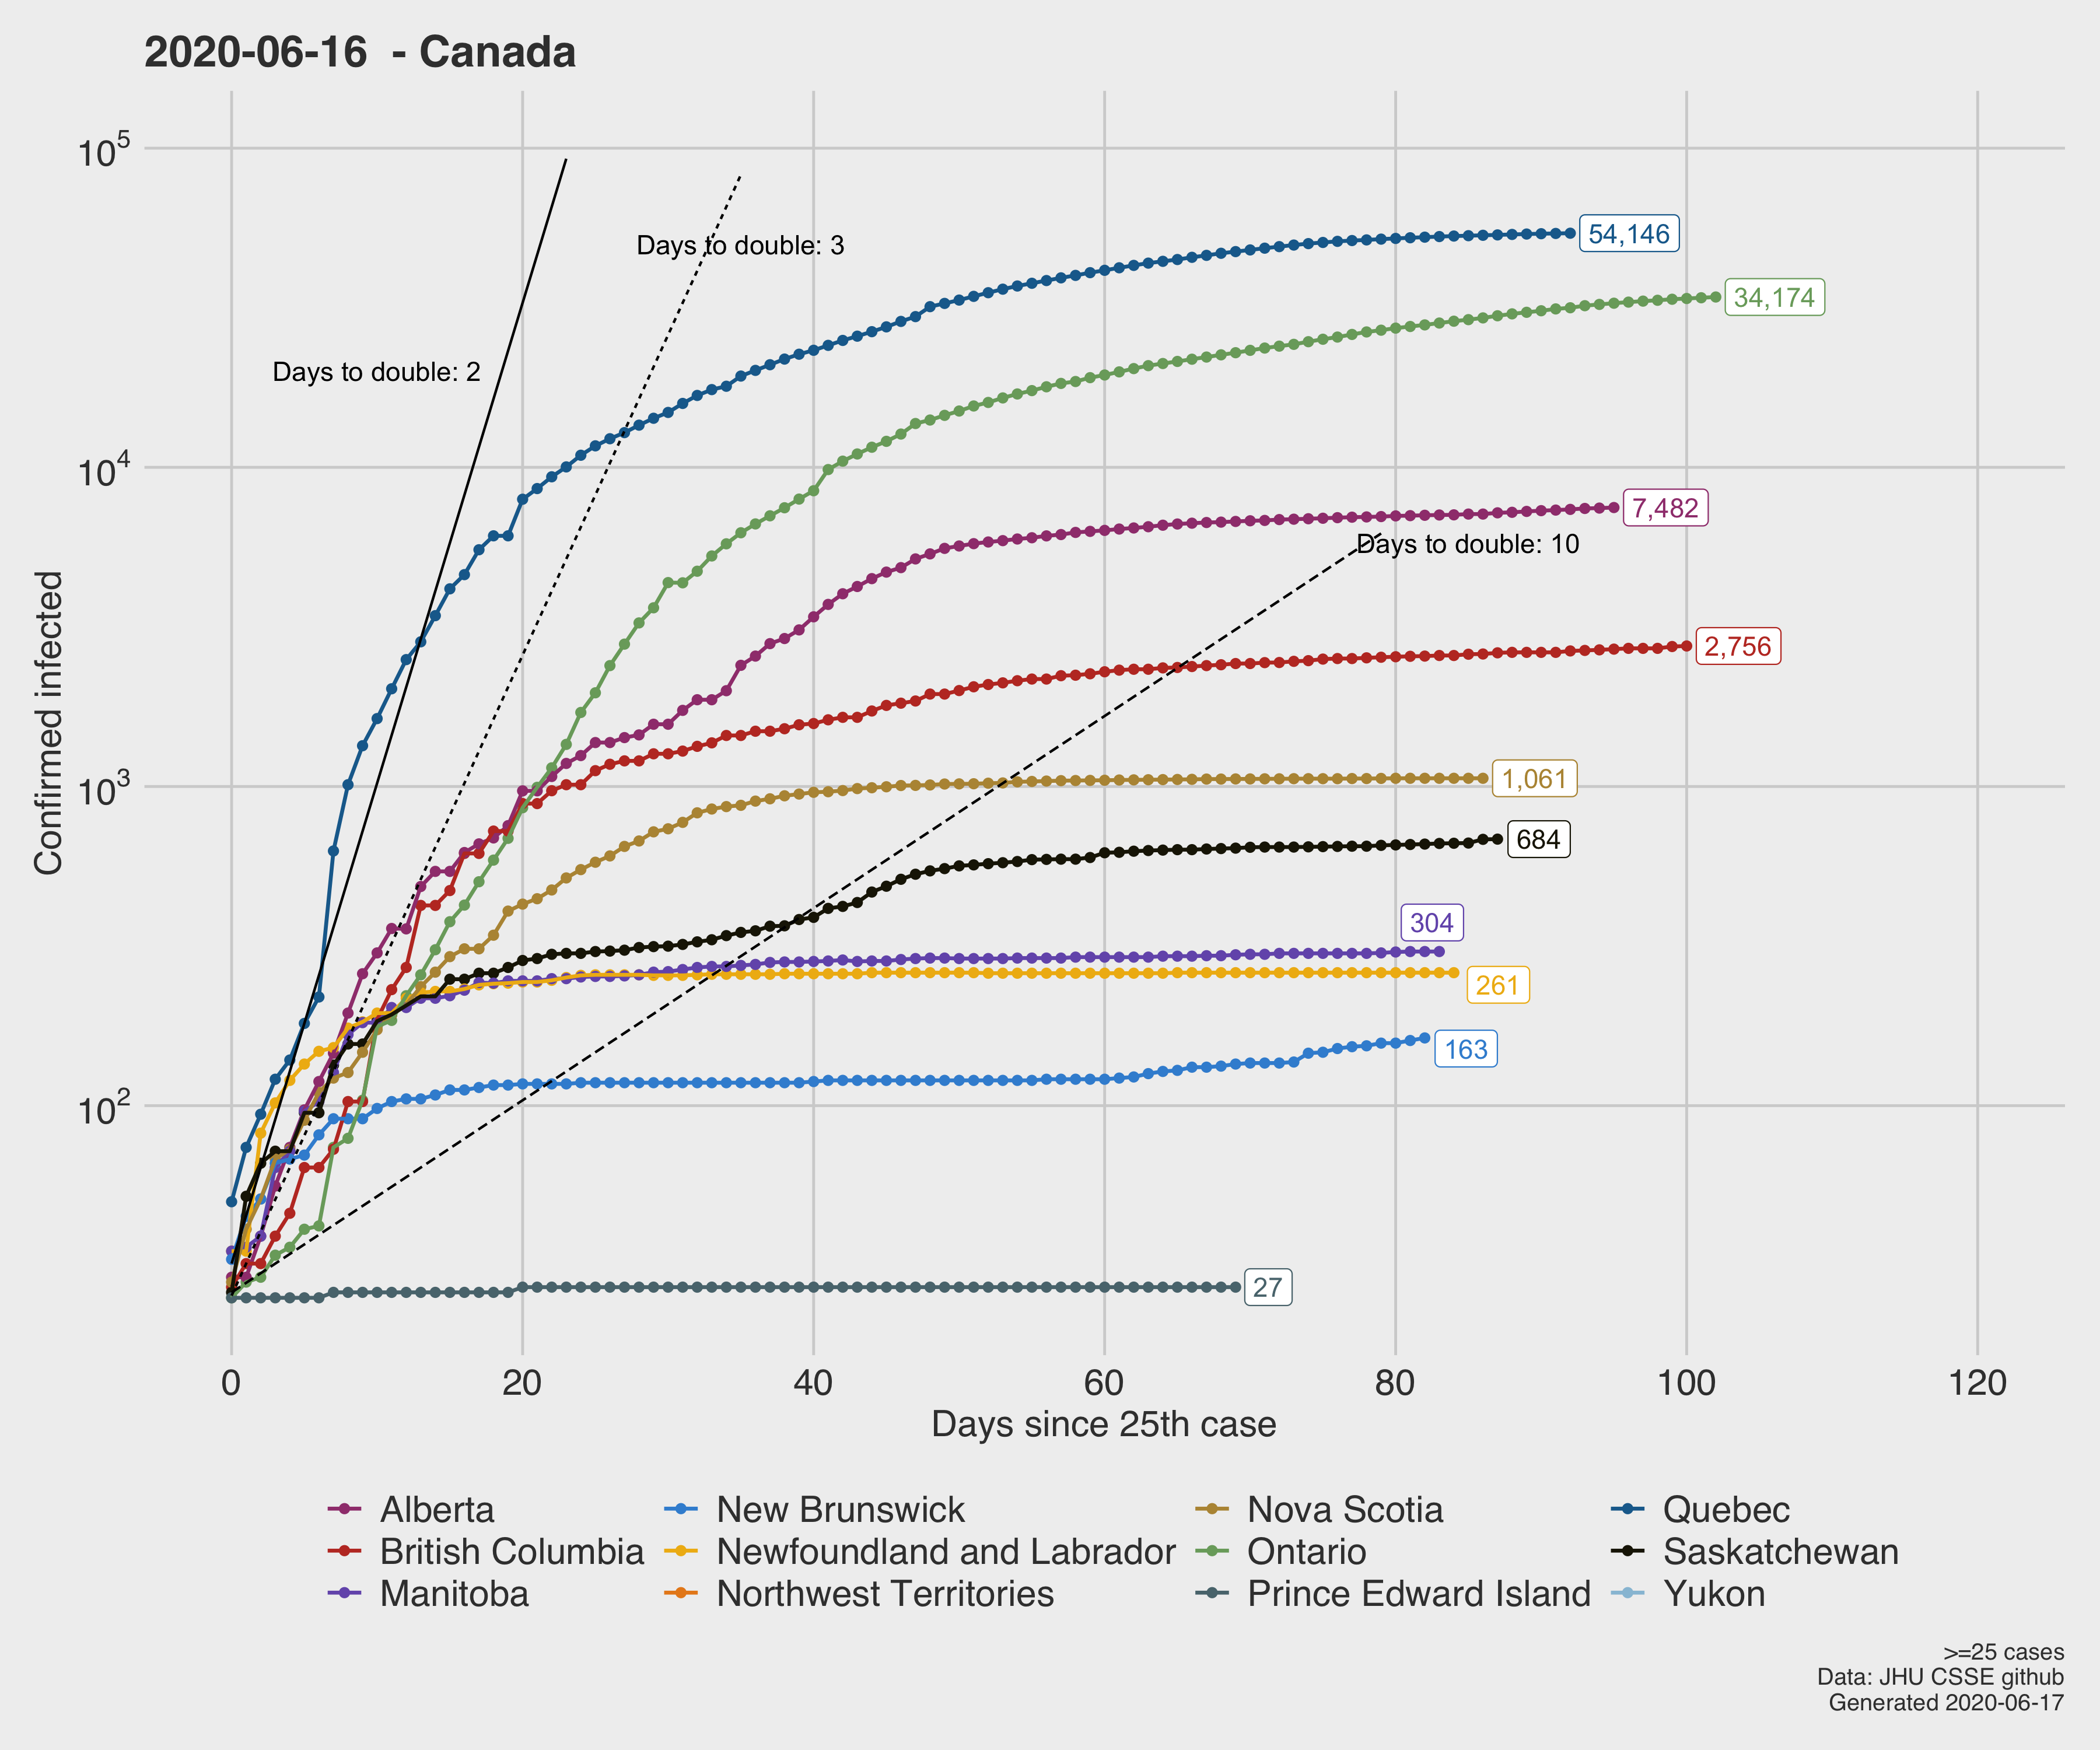 2020-06-16 - Canada
Confirmed infected
10^5
10^4
10^3
10^2
Days to double: 2
Days to double: 3
Days to double: 10
54,146
34,174
7,482
2,756
1,061
684
304
261
163
27
0 20 40 60 80 100 120
Days since 25th case
Alberta New Brunswick Nova Scotia Quebec
British Columbia Newfoundland and Labrador Ontario Saskatchewan
Manitoba Northwest Territories Prince Edward Island Yukon
>=25 cases
Data: JHU CSSE github
Generated 2020-06-17